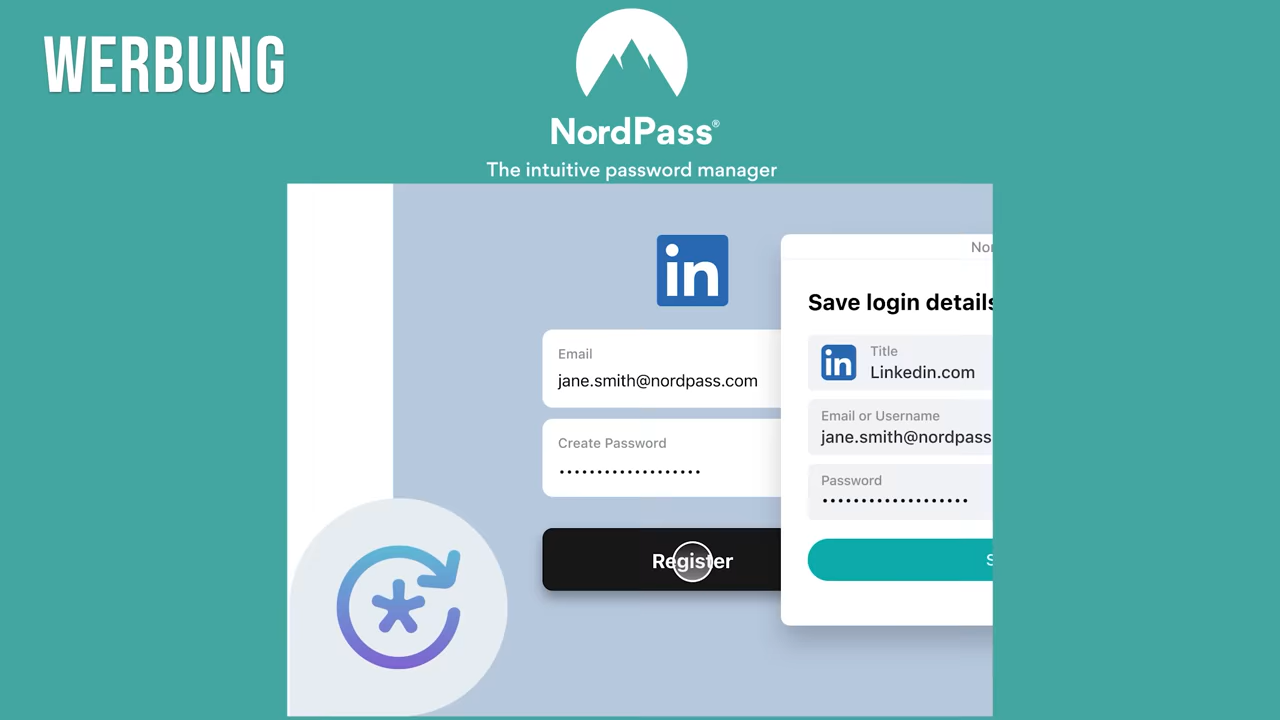 WERBUNG
NordPass®
The intuitive password manager
in
Email
jane.smith@nordpass.com
Create Password
Register
Nor
Save login details
in
Title
Linkedin.com
Email or Username
jane.smith@nordpass
Password
S